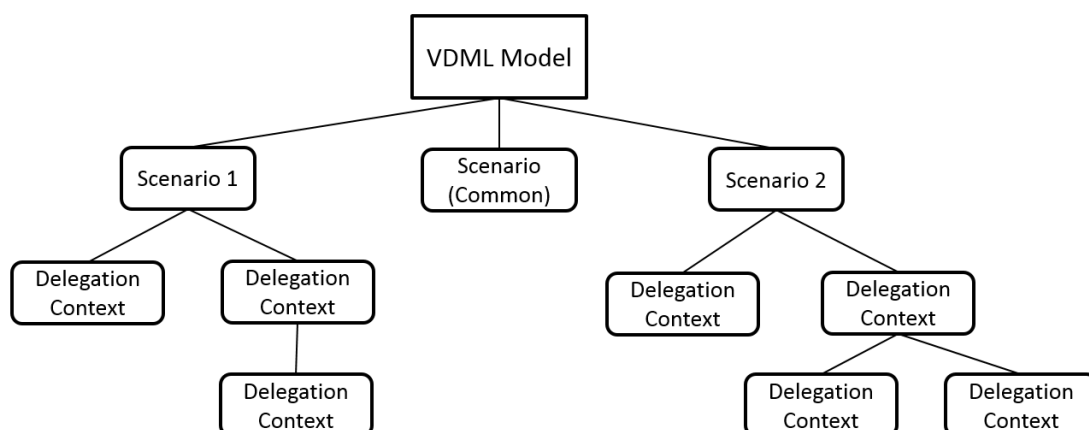 VDML Model
Scenario 1
Scenario
(Common)
Scenario 2
Delegation
Context
Delegation
Context
Delegation
Context
Delegation
Context
Delegation
Context
Delegation
Context
Delegation
Context